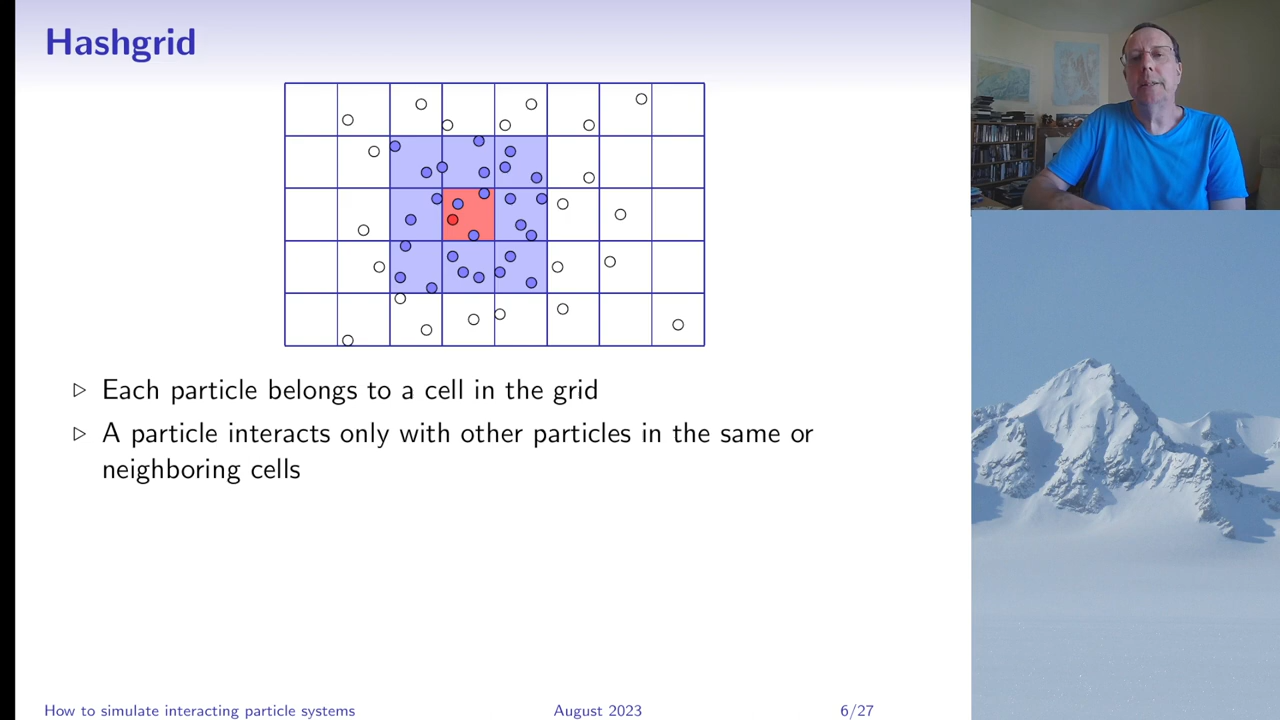 Hashgrid
▷ Each particle belongs to a cell in the grid
▷ A particle interacts only with other particles in the same or
neighboring cells
How to simulate interacting particle systems August 2023 6/27